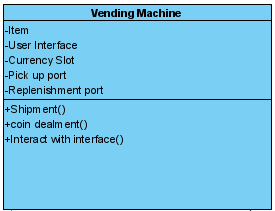 Vending Machine
-Item
-User Interface
-Currency Slot
-Pick up port
-Replenishment port
+Shipment()
+coin dealment()
+Interact with interface()